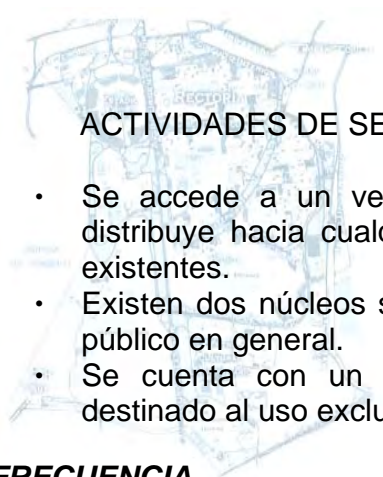 RECTORIA
ACTIVIDADES DE SE
· Se accede a un ve
distribuye hacia cualq
existentes.
· Existen dos núcleos s
público en general.
· Se cuenta con un
destinado al uso exclu
FRECUENCIA